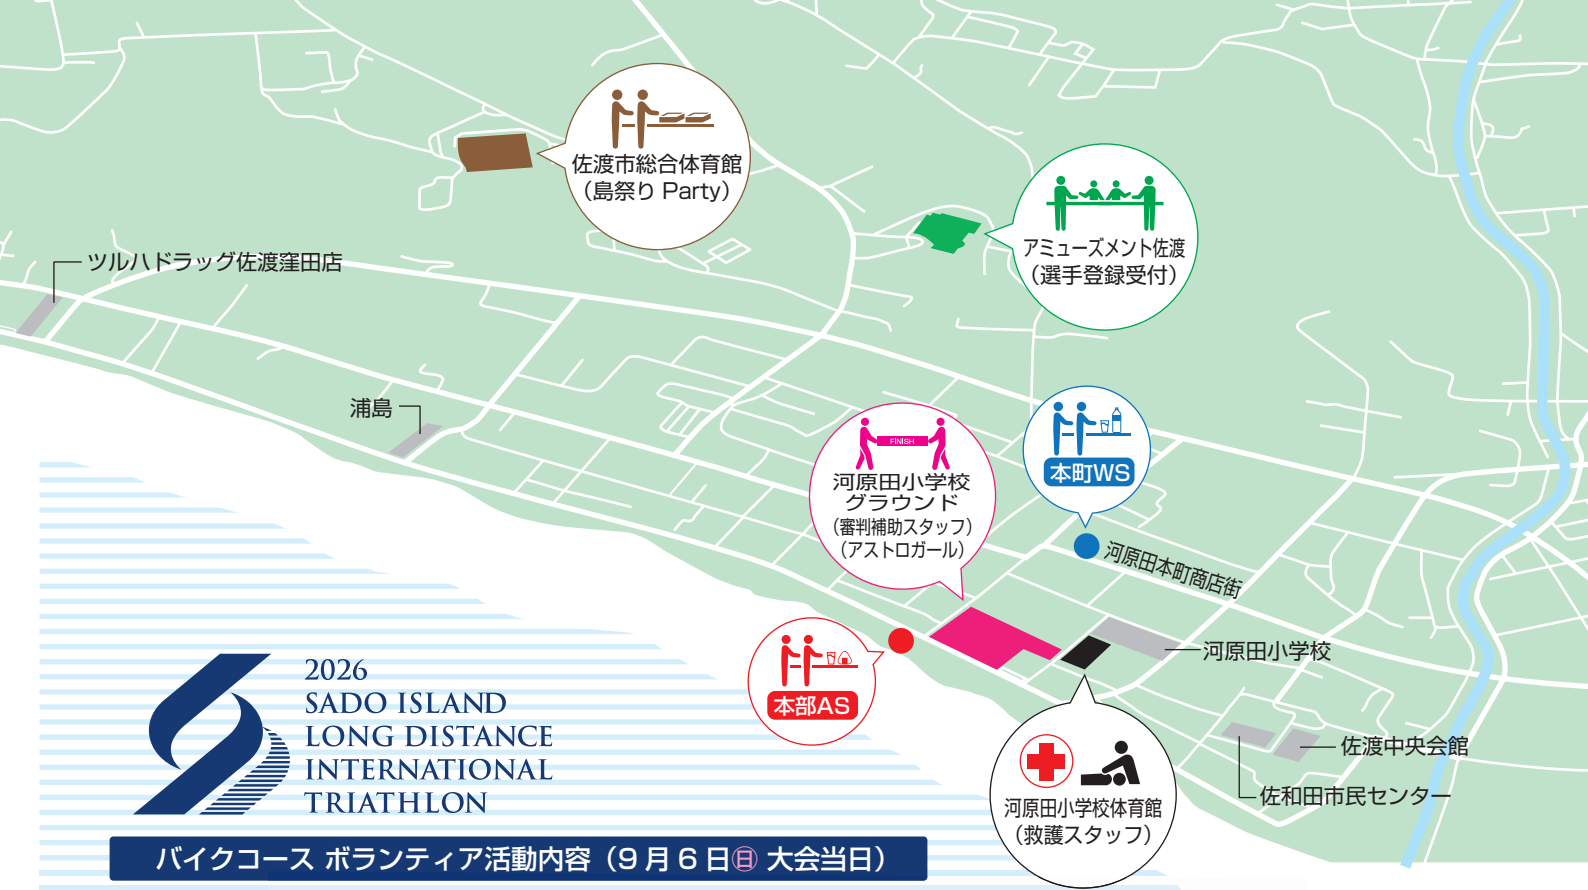 佐渡市総合体育館
（島祭り Party）
アミューズメント佐渡
（選手登録受付）
ツルハドラッグ佐渡窪田店
浦島
FINISH
河原田小学校
グラウンド
（審判補助スタッフ）
（アストロガール）
本町WS
河原田本町商店街
本部AS
河原田小学校
河原田小学校体育館
（救護スタッフ）
佐渡中央会館
佐和田市民センター
2026
SADO ISLAND
LONG DISTANCE
INTERNATIONAL
TRIATHLON
バイクコース ボランティア活動内容（9月6日㊐ 大会当日）